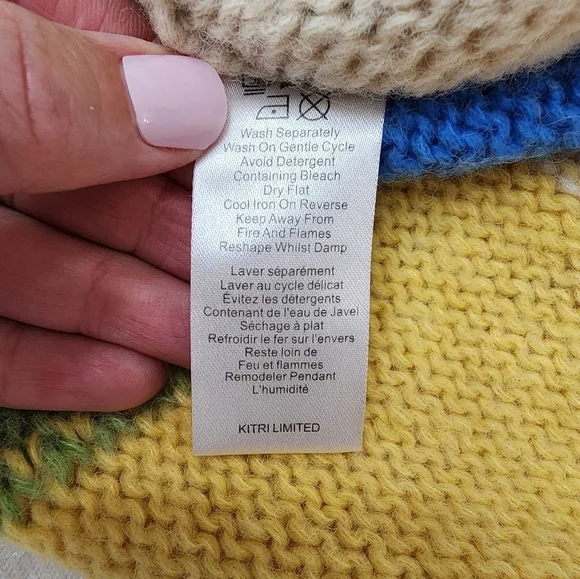 Wash Separately
Wash On Gentle Cycle
Avoid Detergent
Containing Bleach
Dry Flat
Cool Iron On Reverse
Keep Away From
Fire And Flames
Reshape Whilst Damp
Laver séparément
Laver au cycle délicat
Évitez les détergents
Contenant de l'eau de Javel
Séchage à plat
Refroidir le fer sur l'envers
Reste loin de
Feu et flammes
Remodeler Pendant
L'humidité
KITRI LIMITED